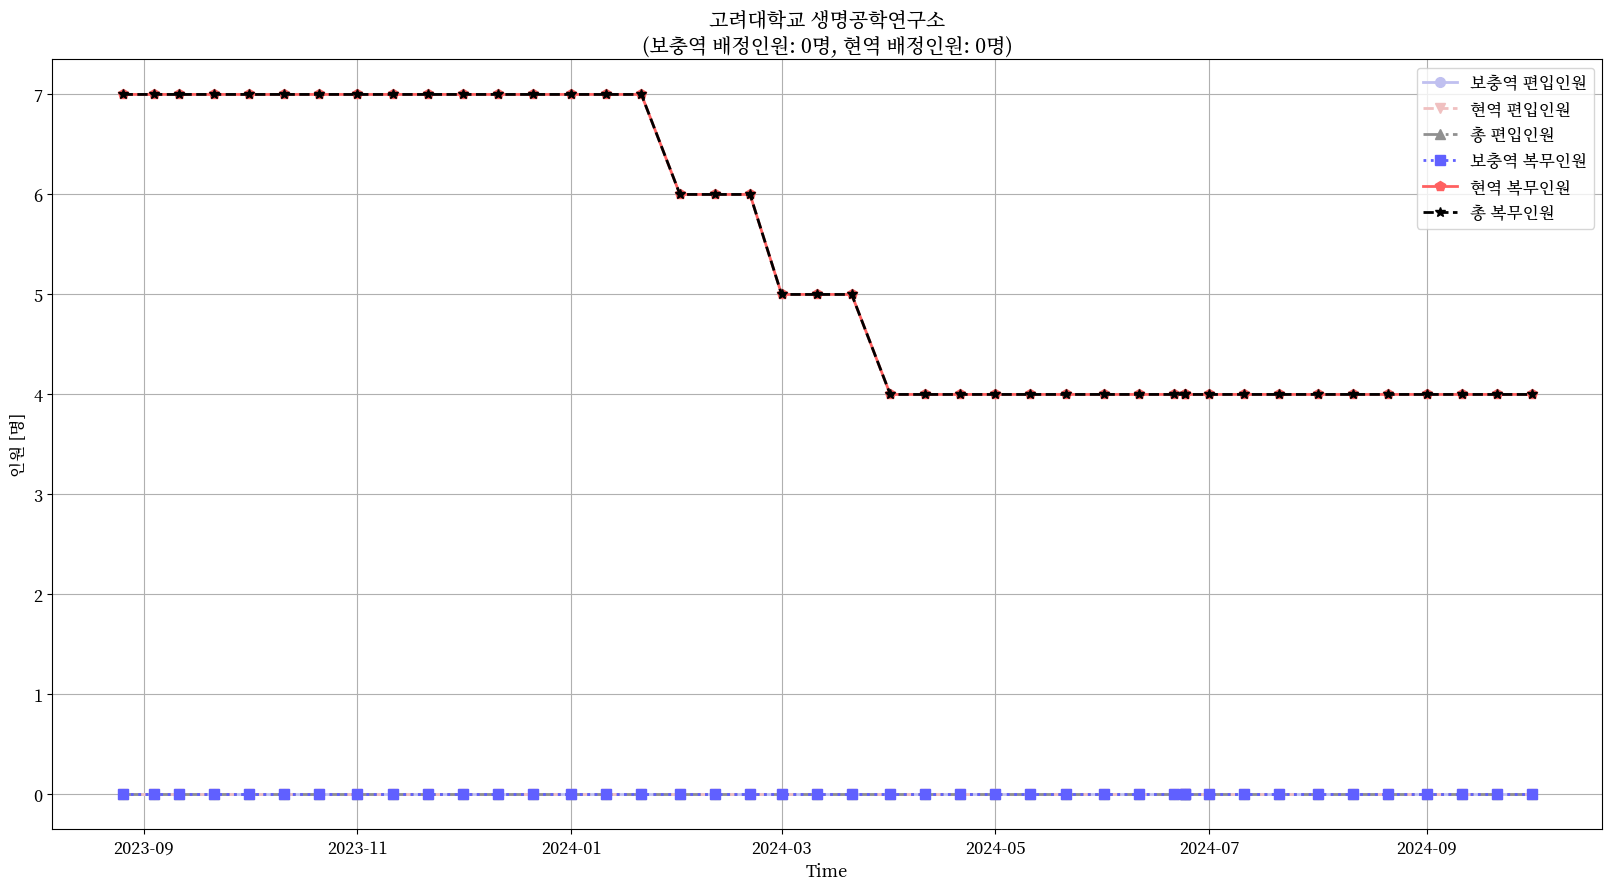 고려대학교 생명공학연구소
(보충역 배정인원: 0명, 현역 배정인원: 0명)
보충역 편입인원
현역 편입인원
총 편입인원
보충역 복무인원
현역 복무인원
총 복무인원
인원 [명]
7
6
5
4
3
2
1
0
2023-09
2023-11
2024-01
2024-03
2024-05
2024-07
2024-09
Time